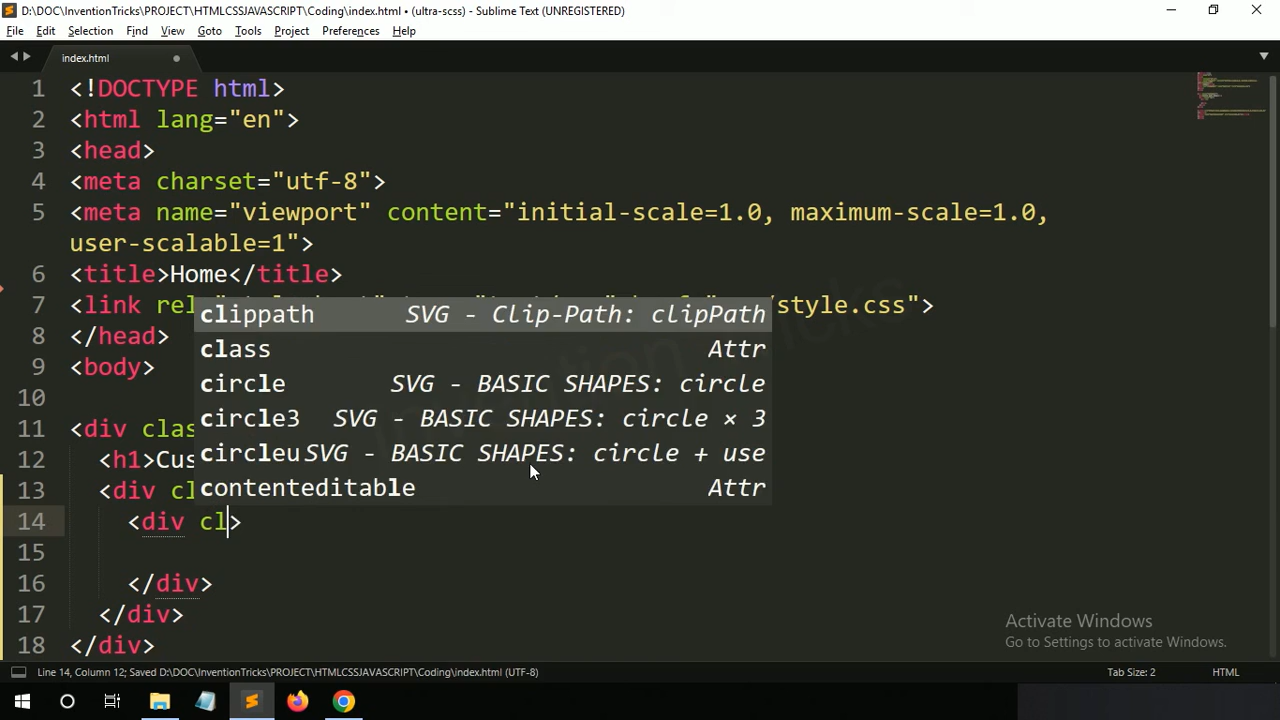 D:\DOC\InventionTricks\PROJECT\HTMLCSSJAVASCRIPT\Coding\index.html • (ultra-scss) - Sublime Text (UNREGISTERED)
File Edit Selection Find View Goto Tools Project Preferences Help
index.html
1 <!DOCTYPE html>
2 <html lang="en">
3 <head>
4 <meta charset="utf-8">
5 <meta name="viewport" content="initial-scale=1.0, maximum-scale=1.0,
user-scalable=1">
6 <title>Home</title>
7 <link rel= /style.css">
clippath SVG - Clip-Path: clipPath
8 </head>
class Attr
9 <body>
circle SVG - BASIC SHAPES: circle
10
circle3 SVG - BASIC SHAPES: circle × 3
11 <div clas
circleu SVG - BASIC SHAPES: circle + use
12 <h1>Cus
contenteditable Attr
13 <div cl
14 <div cl>
15
16 </div>
17 </div>
18 </div>
Activate Windows
Go to Settings to activate Windows.
Line 14, Column 12; Saved D:\DOC\InventionTricks\PROJECT\HTMLCSSJAVASCRIPT\Coding\index.html (UTF-8) Tab Size: 2 HTML